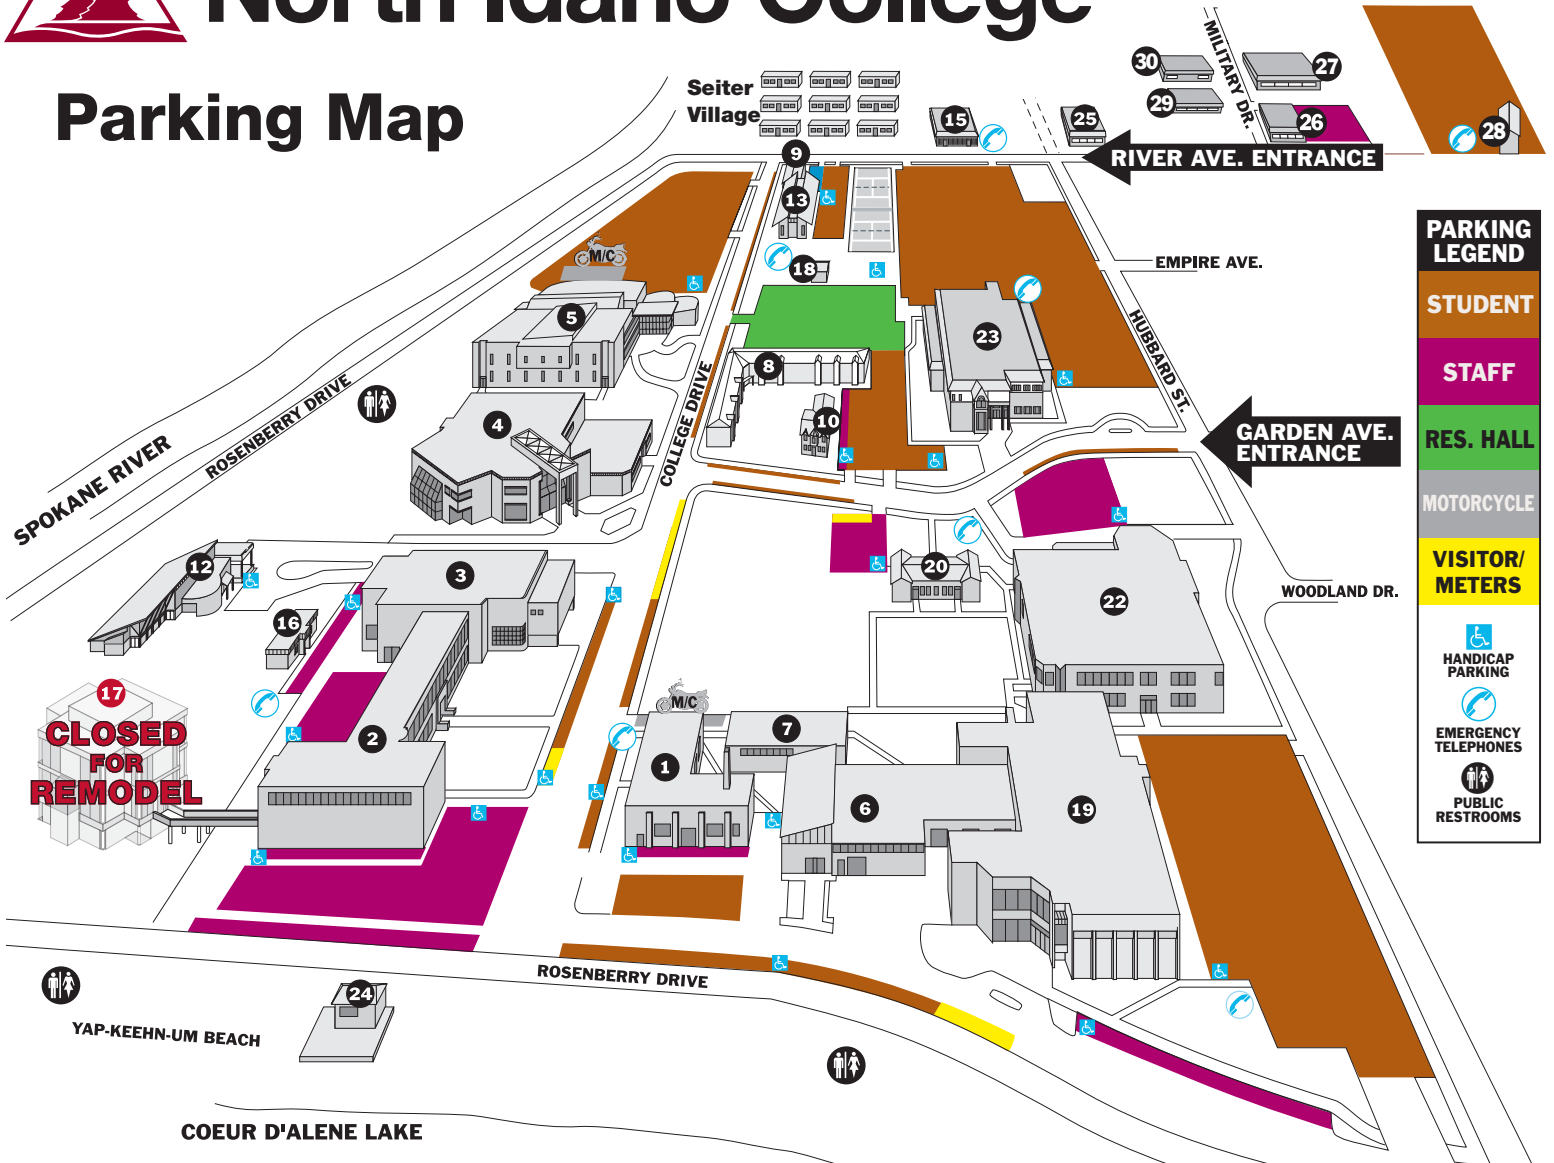 North Idaho College
Parking Map
Seiter
Village
MILITARY DR.
30
27
29
26
28
15
25
RIVER AVE. ENTRANCE
9
13
M/C
18
EMPIRE AVE.
5
23
HUBBARD ST.
8
COLLEGE DRIVE
ROSENBERRY DRIVE
10
4
GARDEN AVE.
ENTRANCE
SPOKANE RIVER
12
3
20
16
22
WOODLAND DR.
17
CLOSED
FOR
REMODEL
M/C
2
7
1
6
19
ROSENBERRY DRIVE
24
YAP-KEEHN-UM BEACH
COEUR D'ALENE LAKE
PARKING
LEGEND
STUDENT
STAFF
RES. HALL
MOTORCYCLE
VISITOR/
METERS
HANDICAP
PARKING
EMERGENCY
TELEPHONES
PUBLIC
RESTROOMS